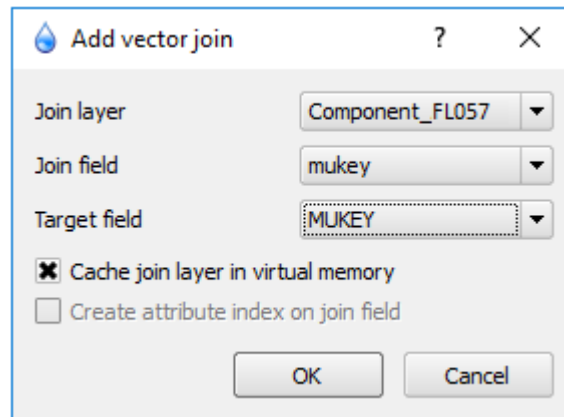 Add vector join ? X
Join layer Component_FL057
Join field mukey
Target field MUKEY
Cache join layer in virtual memory
Create attribute index on join field
OK Cancel